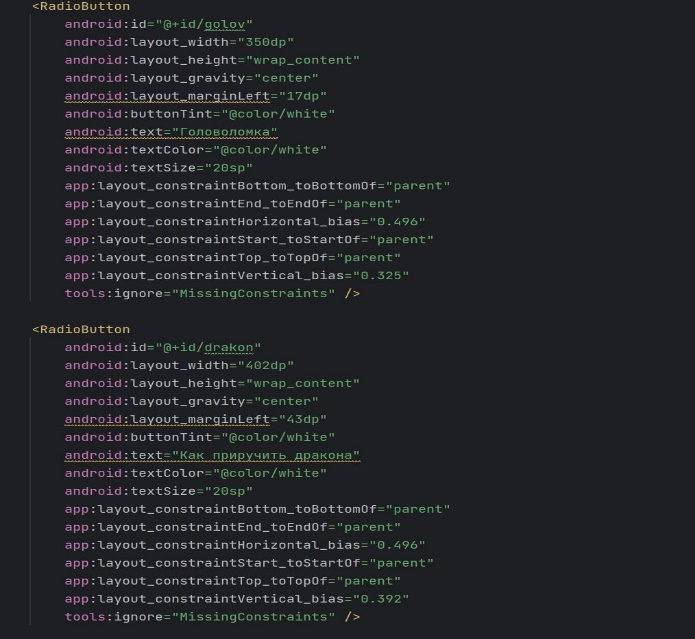 <RadioButton
android:id="@+id/golov"
android:layout_width="350dp"
android:layout_height="wrap_content"
android:layout_gravity="center"
android:layout_marginLeft="17dp"
android:buttonTint="@color/white"
android:text="Головоломка"
android:textColor="@color/white"
android:textSize="20sp"
app:layout_constraintBottom_toBottomOf="parent"
app:layout_constraintEnd_toEndOf="parent"
app:layout_constraintHorizontal_bias="0.496"
app:layout_constraintStart_toStartOf="parent"
app:layout_constraintTop_toTopOf="parent"
app:layout_constraintVertical_bias="0.325"
tools:ignore="MissingConstraints" />
<RadioButton
android:id="@+id/drakon"
android:layout_width="402dp"
android:layout_height="wrap_content"
android:layout_gravity="center"
android:layout_marginLeft="43dp"
android:buttonTint="@color/white"
android:text="Как приручить дракона"
android:textColor="@color/white"
android:textSize="20sp"
app:layout_constraintBottom_toBottomOf="parent"
app:layout_constraintEnd_toEndOf="parent"
app:layout_constraintHorizontal_bias="0.496"
app:layout_constraintStart_toStartOf="parent"
app:layout_constraintTop_toTopOf="parent"
app:layout_constraintVertical_bias="0.392"
tools:ignore="MissingConstraints" />